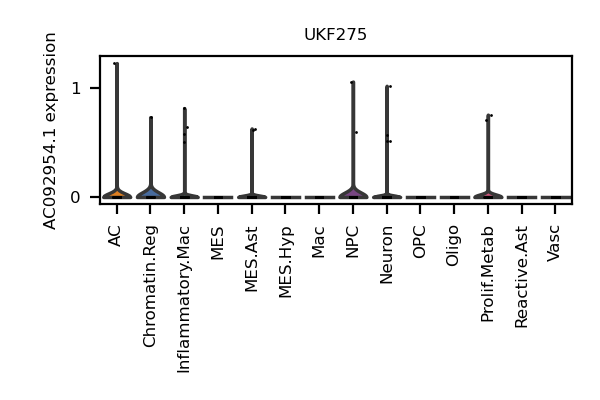 UKF275
AC092954.1 expression
1
0
AC
Chromatin.Reg
Inflammatory.Mac
MES
MES.Ast
MES.Hyp
Mac
NPC
Neuron
OPC
Oligo
Prolif.Metab
Reactive.Ast
Vasc